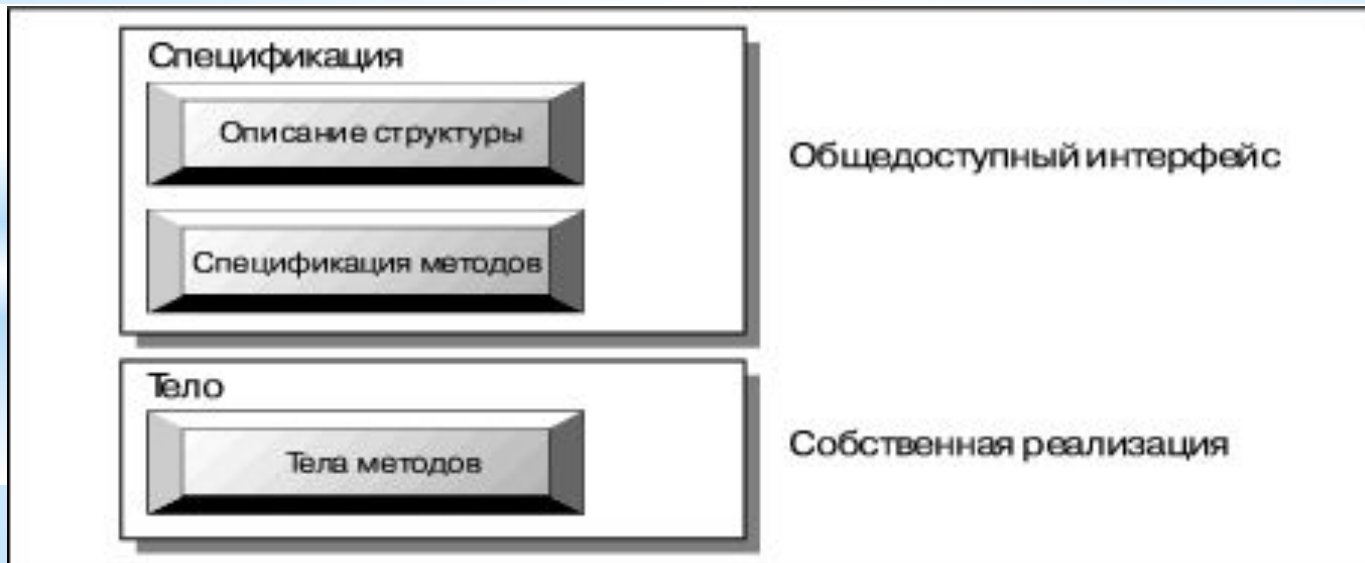 Спецификация
Описание структуры
Общедоступный интерфейс
Спецификация методов
Тело
Тела методов
Собственная реализация